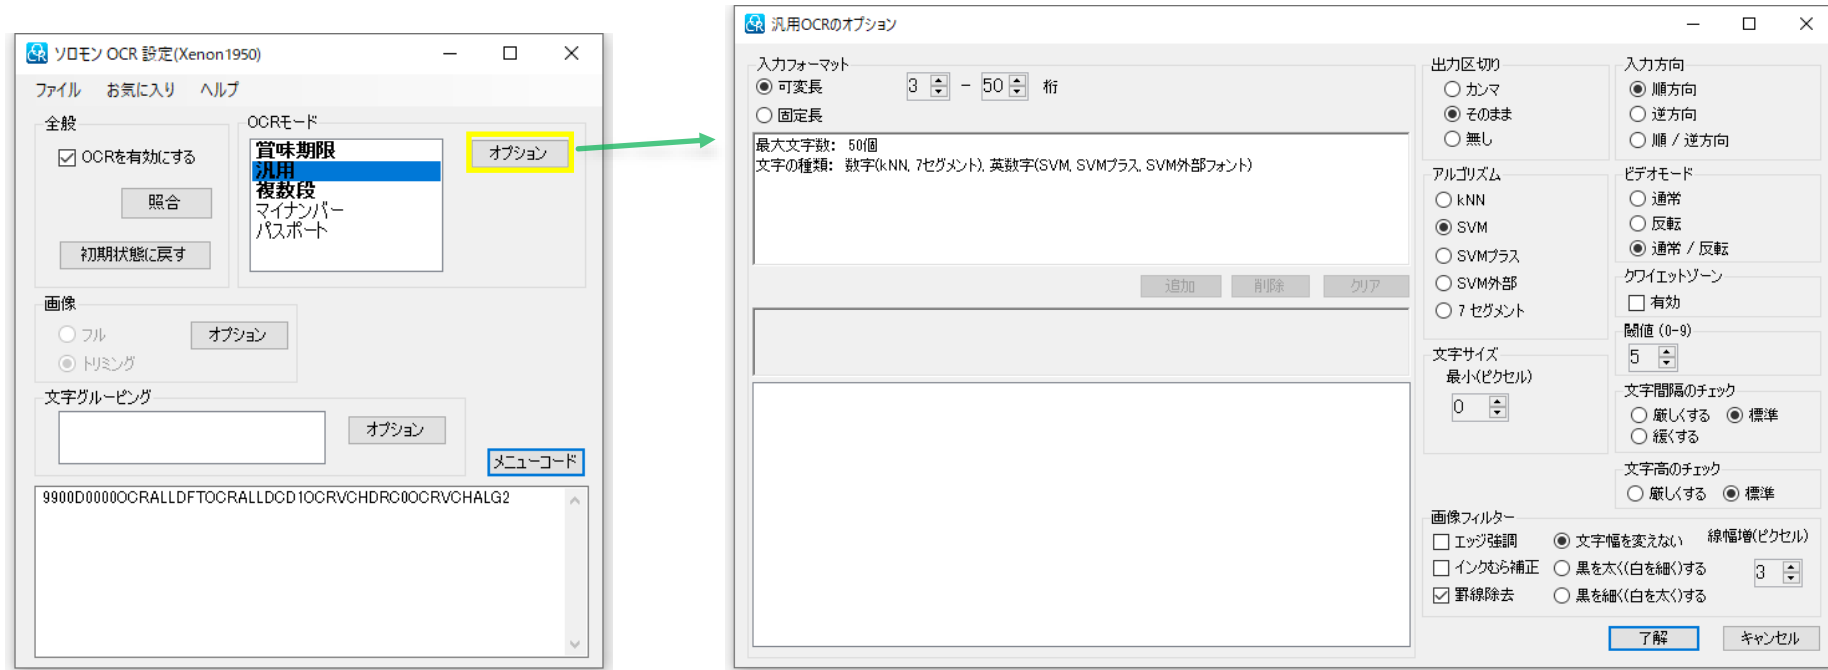 ソロモン OCR 設定(Xenon1950)
ファイル お気に入り ヘルプ
全般
OCRを有効にする
照合
初期状態に戻す
OCRモード
賞味期限
汎用
複数段
マイナンバー
パスポート
オプション
画像
フル
トリミング
オプション
文字グルーピング
オプション
メニューコード
9900D0000OCRALLDFTOCRALLDCD1OCRVCHDRC0OCRVCHALG2
汎用OCRのオプション
入力フォーマット
可変長 3 - 50 桁
固定長
最大文字数: 50個
文字の種類: 数字(kNN, 7セグメント), 英数字(SVM, SVMプラス, SVM外部フォント)
追加 削除 クリア
出力区切り
カンマ
そのまま
無し
アルゴリズム
kNN
SVM
SVMプラス
SVM外部
7 セグメント
文字サイズ
最小(ピクセル)
0
入力方向
順方向
逆方向
順 / 逆方向
ビデオモード
通常
反転
通常 / 反転
クワイエットゾーン
有効
閾値 (0-9)
5
文字間隔のチェック
厳しくする 標準
緩くする
文字高のチェック
厳しくする 標準
画像フィルター
エッジ強調 文字幅を変えない 線幅増(ピクセル)
インクむら補正 黒を太く(白を細く)する 3
罫線除去 黒を細く(白を太く)する
了解 キャンセル